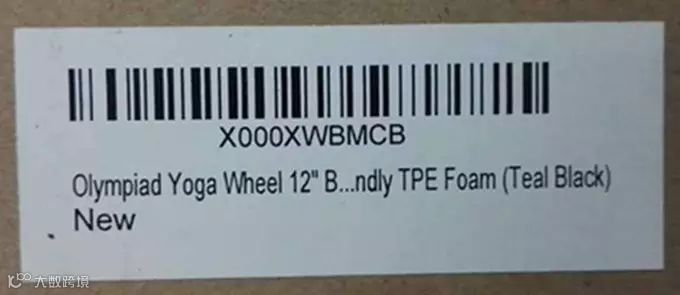 X000XWBMCB
Olympiad Yoga Wheel 12" B...ndly TPE Foam (Teal Black)
New
大数跨境